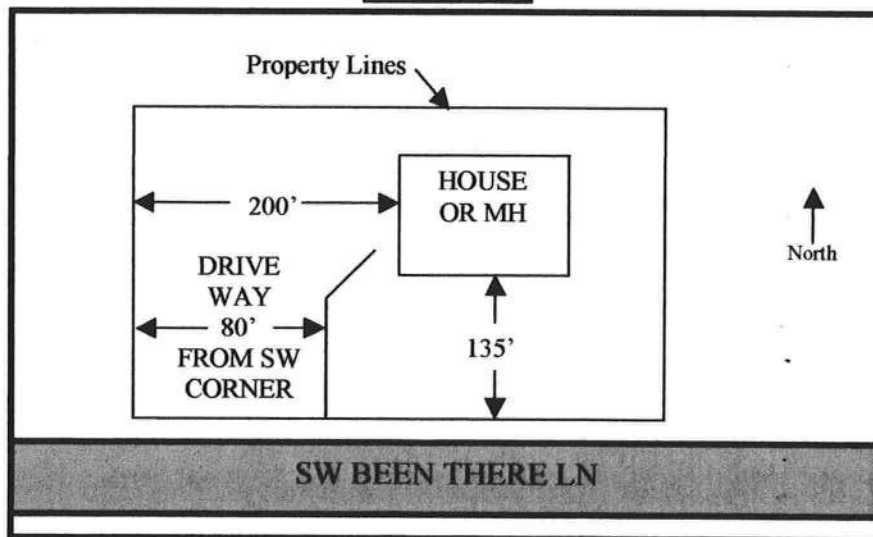 Property Lines
HOUSE
OR MH
200’
North
DRIVE
WAY
80’
FROM SW
CORNER
135’
SW BEEN THERE LN